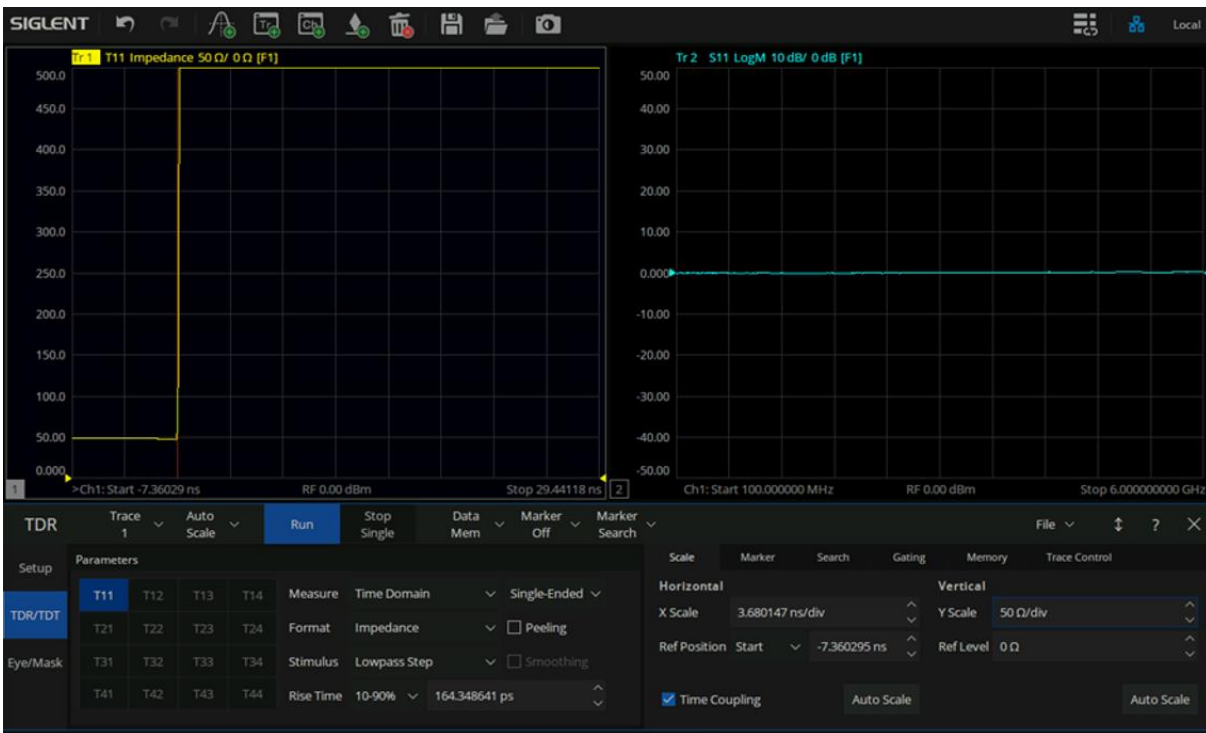 SIGLENT
Tr
Ch
Local
Tr 1 T11 Impedance 50 Ω/ 0 Ω [F1]
500.0
450.0
400.0
350.0
300.0
250.0
200.0
150.0
100.0
50.00
0.000
1 >Ch1: Start -7.36029 ns RF 0.00 dBm Stop 29.44118 ns
Tr 2 S11 LogM 10 dB/ 0 dB [F1]
50.00
40.00
30.00
20.00
10.00
0.000
-10.00
-20.00
-30.00
-40.00
-50.00
2 Ch1: Start 100.000000 MHz RF 0.00 dBm Stop 6.000000000 GHz
TDR
Trace 1
Auto Scale
Run
Stop Single
Data Mem
Marker Off
Marker Search
File
?
Setup
TDR/TDT
Eye/Mask
Parameters
T11 T12 T13 T14
T21 T22 T23 T24
T31 T32 T33 T34
T41 T42 T43 T44
Measure Time Domain Single-Ended
Format Impedance Peeling
Stimulus Lowpass Step Smoothing
Rise Time 10-90% 164.348641 ps
Scale Marker Search Gating Memory Trace Control
Horizontal
X Scale 3.680147 ns/div
Ref Position Start -7.360295 ns
Time Coupling Auto Scale
Vertical
Y Scale 50 Ω/div
Ref Level 0 Ω
Auto Scale